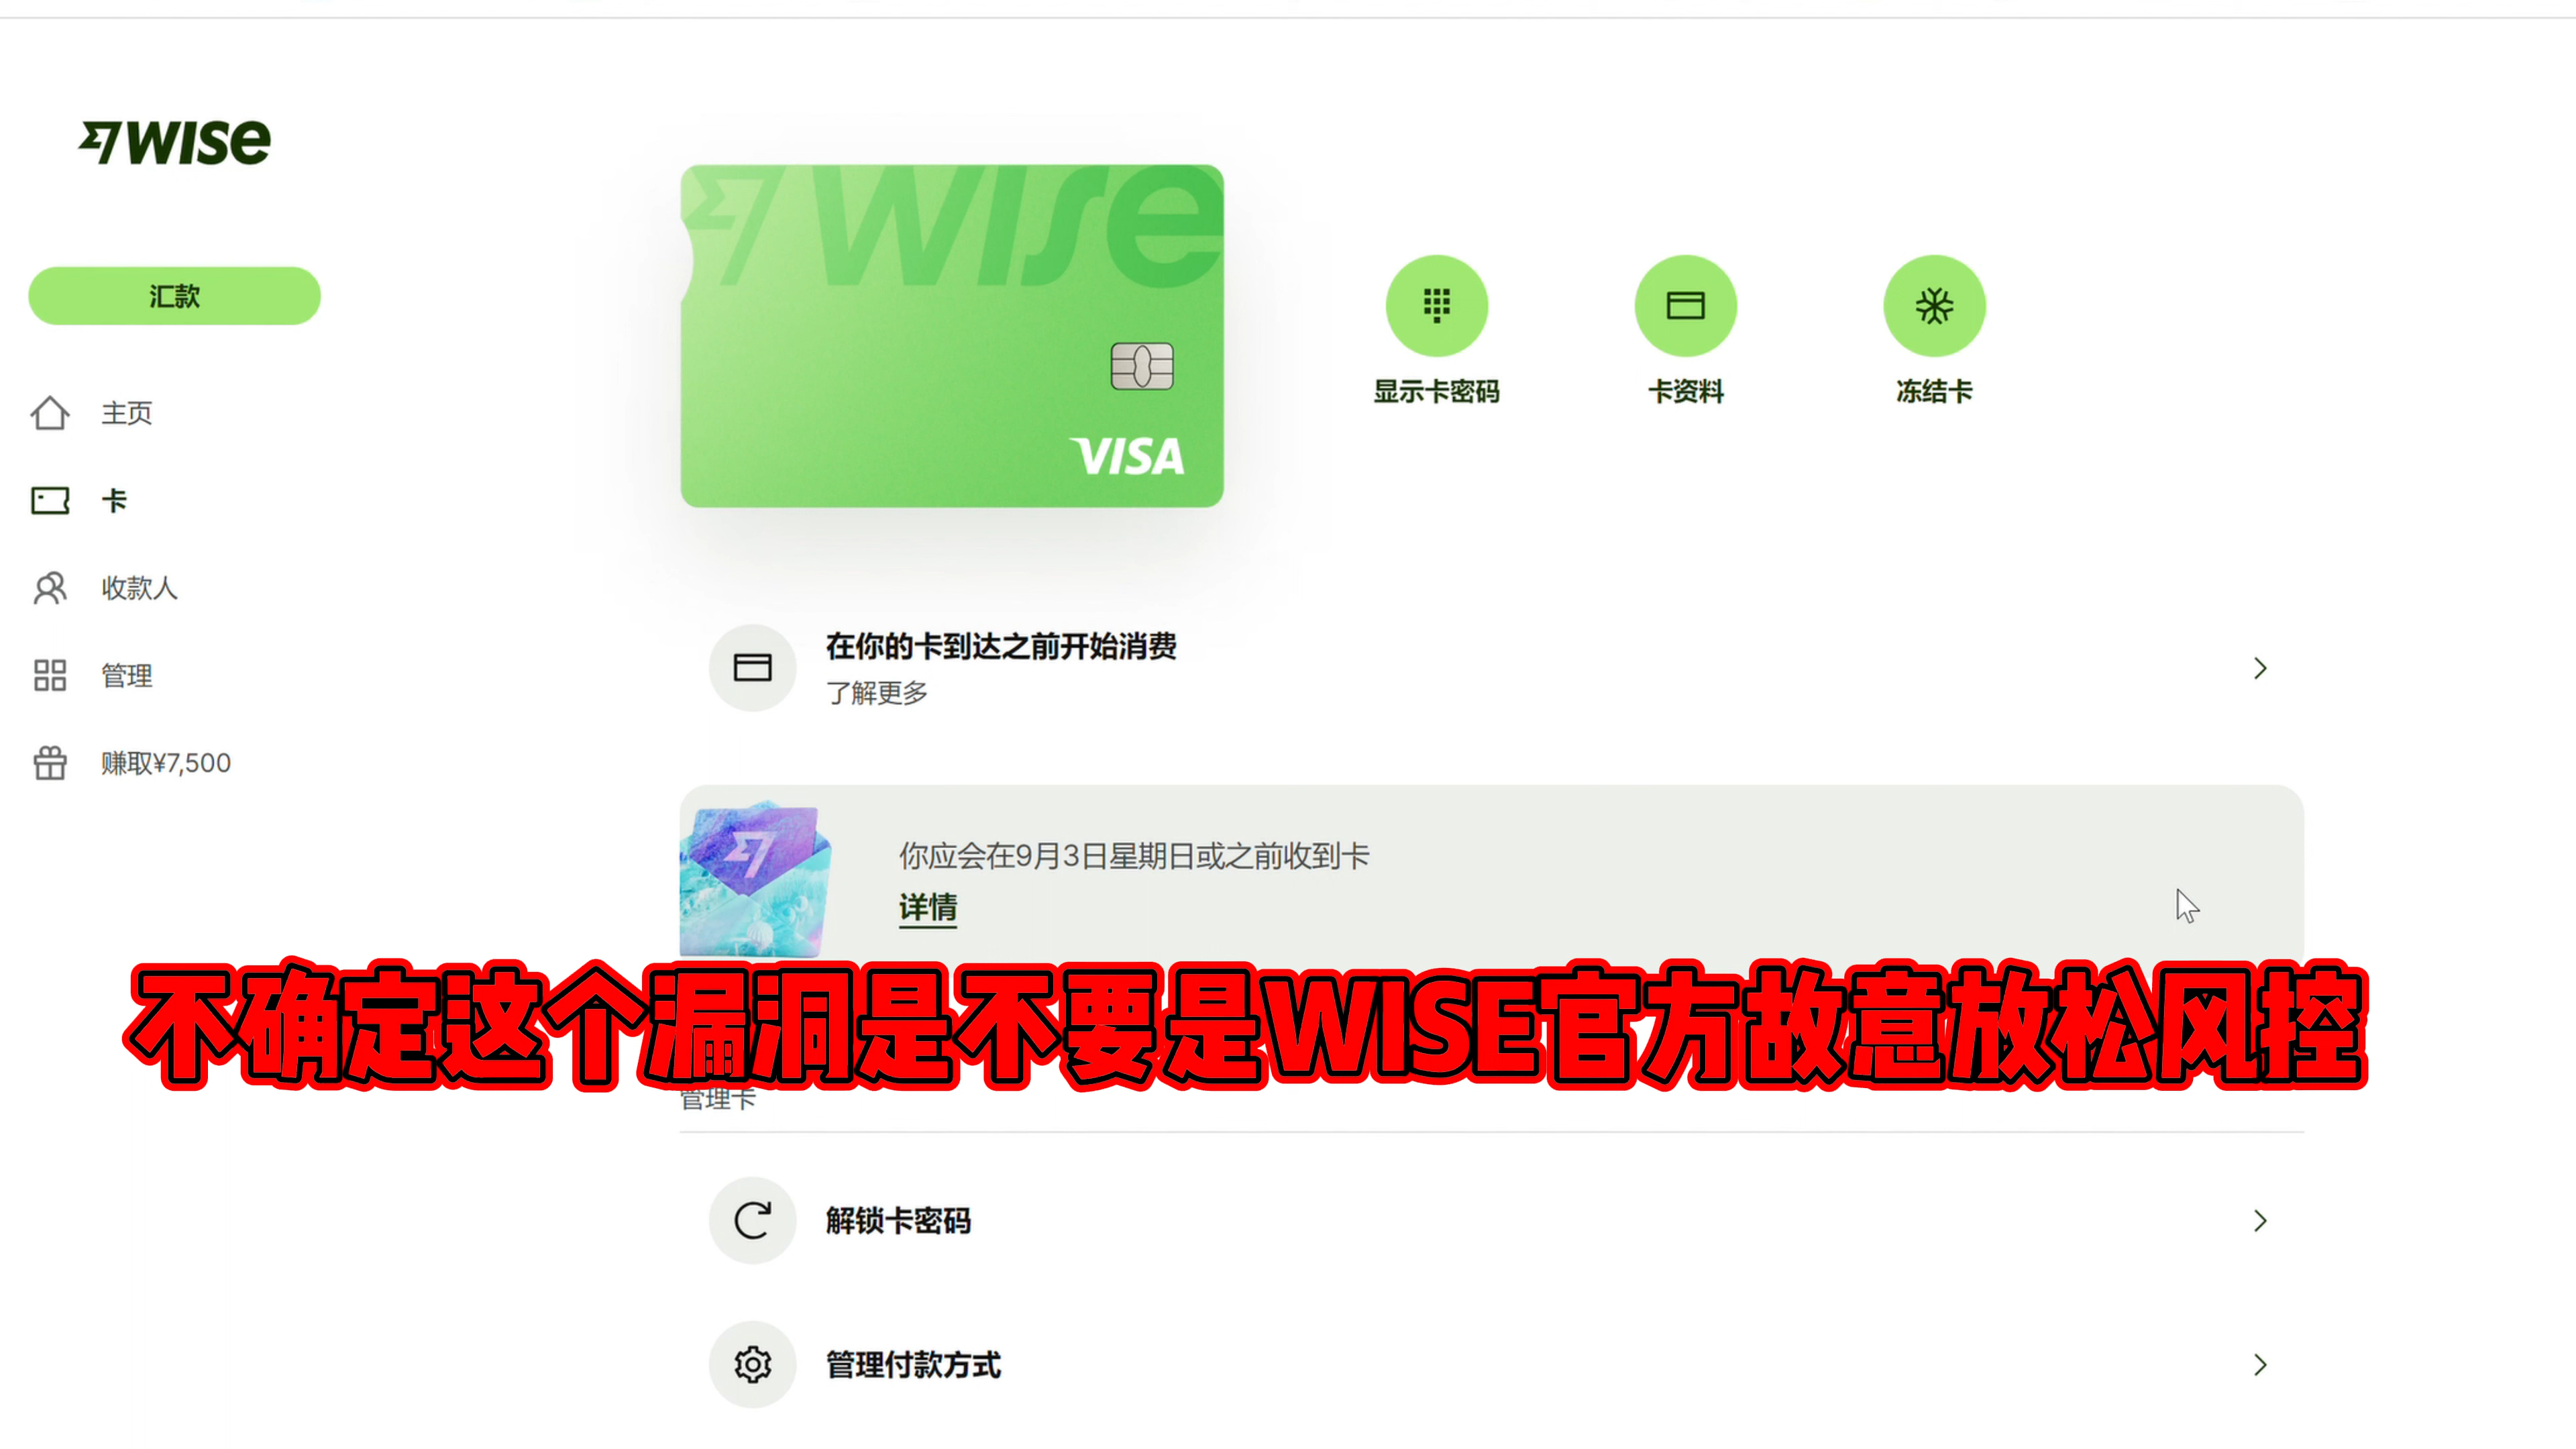 WISE
汇款
主页
卡
收款人
管理
赚取¥7,500
WISE
VISA
显示卡密码
卡资料
冻结卡
在你的卡到达之前开始消费
了解更多
你应会在9月3日星期日或之前收到卡
详情
不确定这个漏洞是不要是WISE官方故意放松风控
管理卡
解锁卡密码
管理付款方式